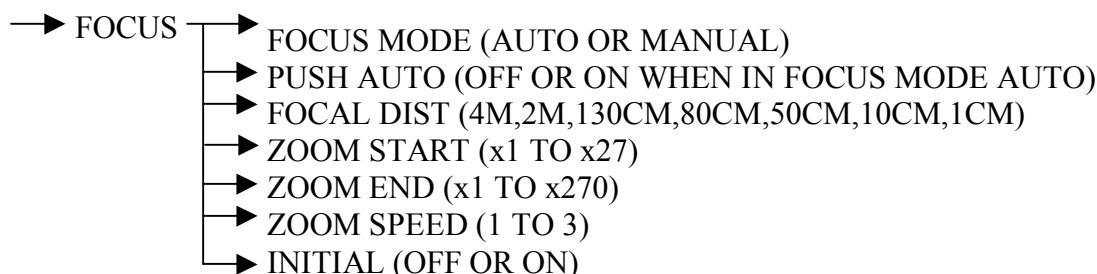 FOCUS
FOCUS MODE (AUTO OR MANUAL)
PUSH AUTO (OFF OR ON WHEN IN FOCUS MODE AUTO)
FOCAL DIST (4M,2M,130CM,80CM,50CM,10CM,1CM)
ZOOM START (x1 TO x27)
ZOOM END (x1 TO x270)
ZOOM SPEED (1 TO 3)
INITIAL (OFF OR ON)